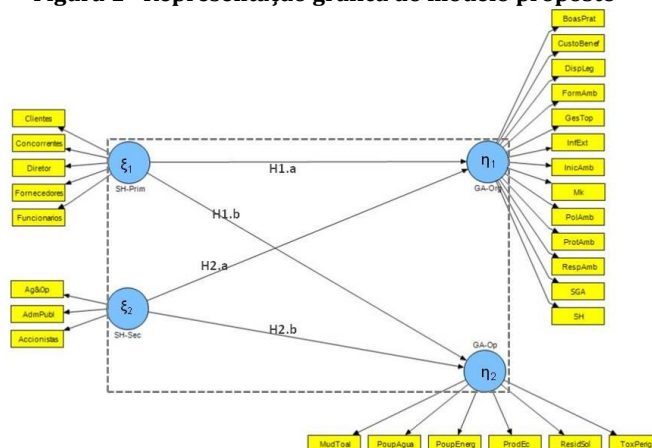 Figura 1 - Representação gráfica do modelo proposto
BoasPrat
CustoBenef
DispLeg
FormAmb
GesTop
InfExt
InicAmb
Mk
PolAmb
ProtAmb
RespAmb
SGA
SH
Clientes
Concorrentes
Diretor
Fornecedores
Funcionarios
ξ1
SH-Prim
η1
GA-Org
H1.a
H1.b
H2.a
H2.b
Ag&Op
AdmPubl
Accionistas
ξ2
SH-Sec
GA-Op
η2
MudToal
PoupAgua
PoupEnerg
ProdEc
ResidSol
ToxPerig